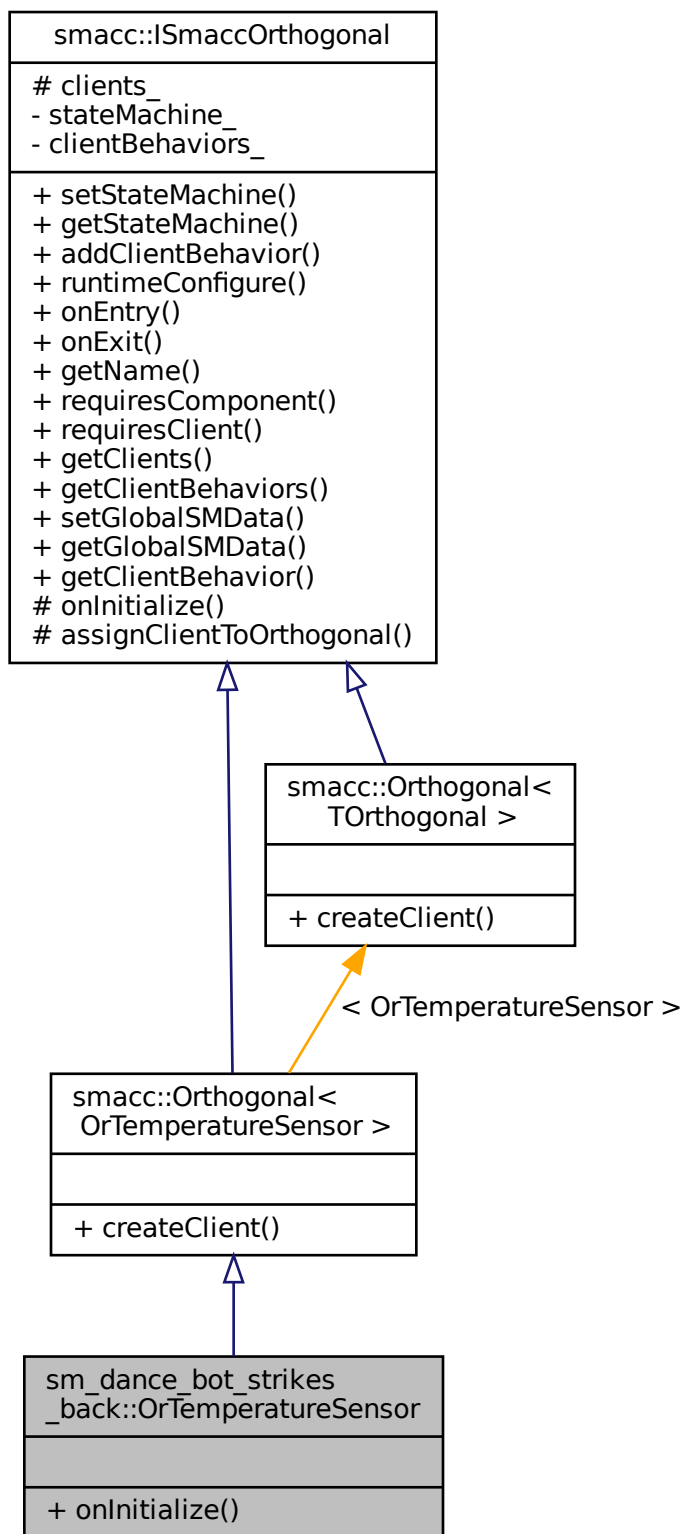 smacc::ISmaccOrthogonal
# clients_
- stateMachine_
- clientBehaviors_
+ setStateMachine()
+ getStateMachine()
+ addClientBehavior()
+ runtimeConfigure()
+ onEntry()
+ onExit()
+ getName()
+ requiresComponent()
+ requiresClient()
+ getClients()
+ getClientBehaviors()
+ setGlobalSMData()
+ getGlobalSMData()
+ getClientBehavior()
# onInitialize()
# assignClientToOrthogonal()
smacc::Orthogonal<
TOrthogonal >
+ createClient()
< OrTemperatureSensor >
smacc::Orthogonal<
OrTemperatureSensor >
+ createClient()
sm_dance_bot_strikes
_back::OrTemperatureSensor
+ onInitialize()